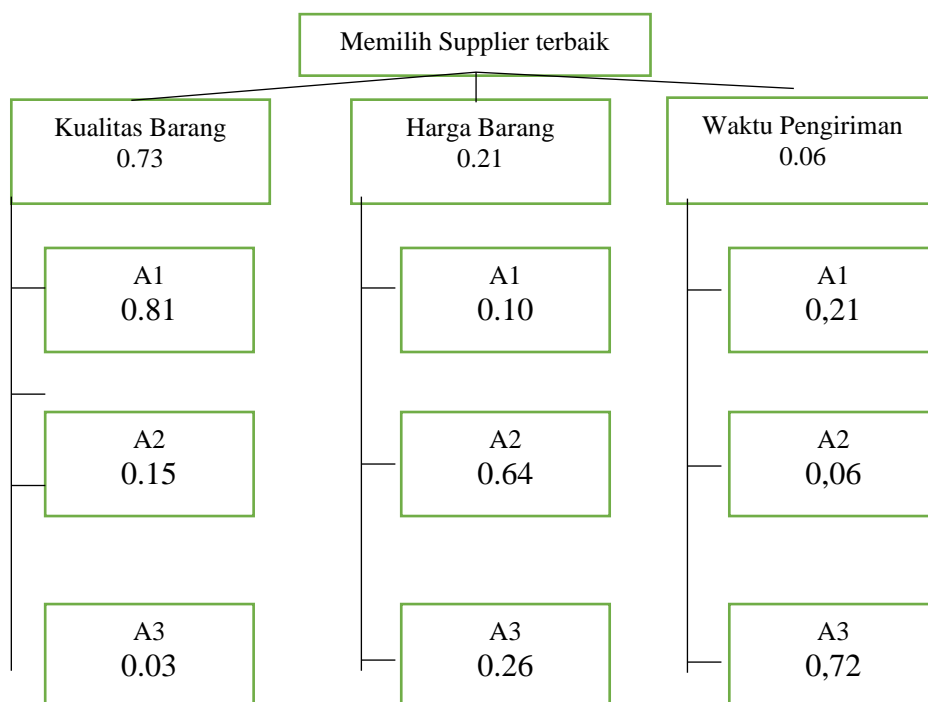 Memilih Supplier terbaik
Kualitas Barang
0.73
Harga Barang
0.21
Waktu Pengiriman
0.06
A1
0.81
A1
0.10
A1
0,21
A2
0.15
A2
0.64
A2
0,06
A3
0.03
A3
0.26
A3
0,72